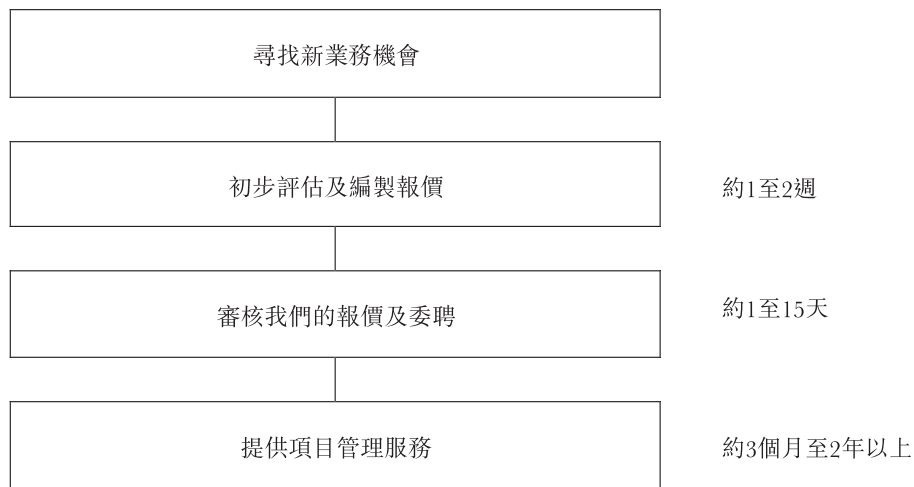 尋找新業務機會
初步評估及編製報價
約1至2週
審核我們的報價及委聘
約1至15天
提供項目管理服務
約3個月至2年以上